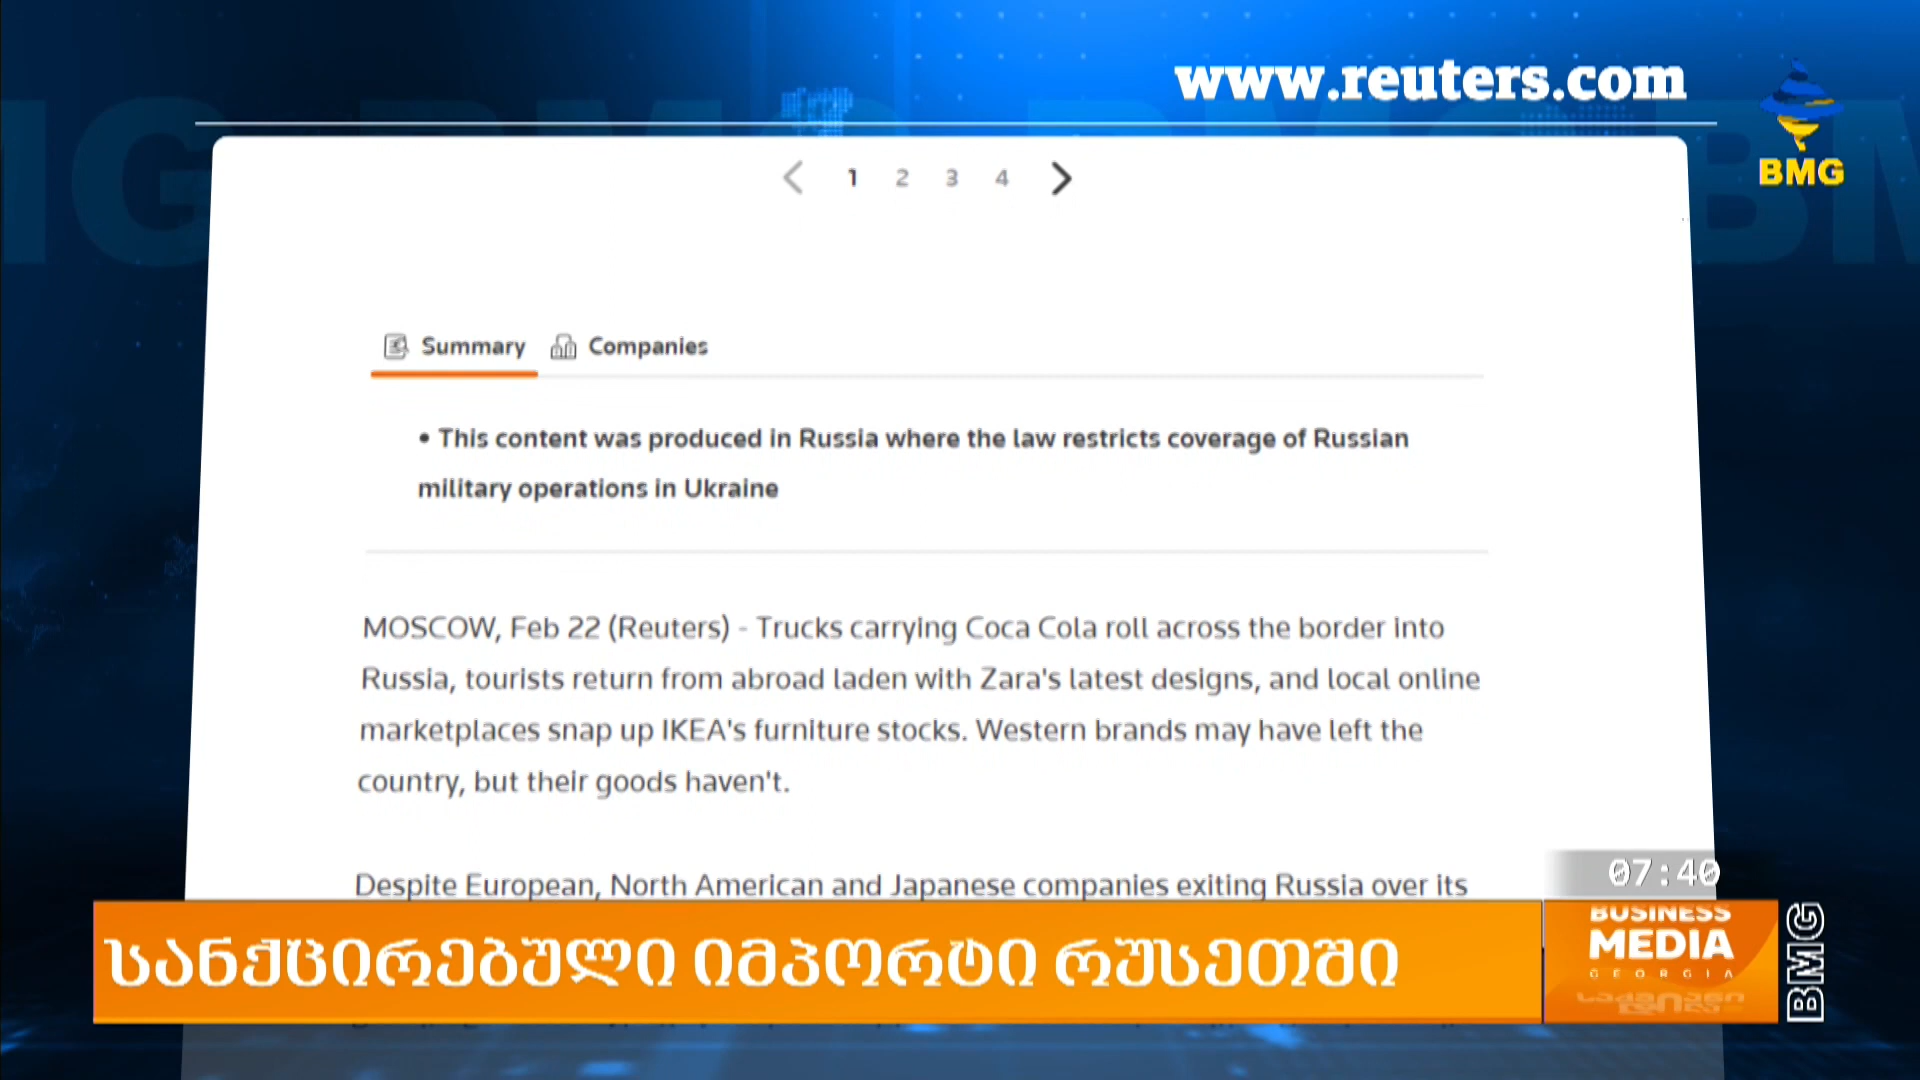 www.reuters.com
BMG
1 2 3 4
Summary Companies
• This content was produced in Russia where the law restricts coverage of Russian
military operations in Ukraine
MOSCOW, Feb 22 (Reuters) - Trucks carrying Coca Cola roll across the border into
Russia, tourists return from abroad laden with Zara's latest designs, and local online
marketplaces snap up IKEA's furniture stocks. Western brands may have left the
country, but their goods haven't.
Despite European, North American and Japanese companies exiting Russia over its
07:40
სანქცირებული იმპორტი რუსეთში
BUSINESS
MEDIA
GEORGIA
BMG